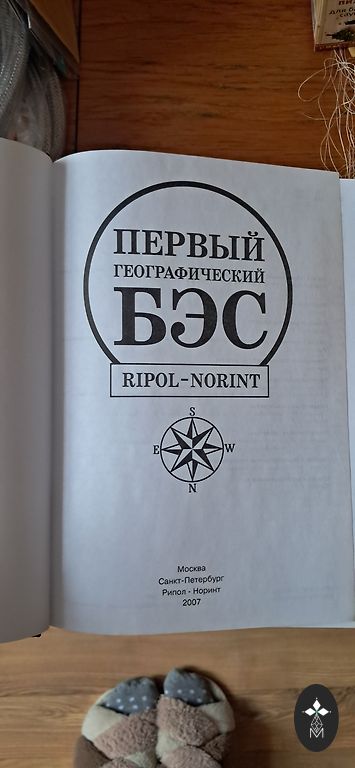 ПЕРВЫЙ
ГЕОГРАФИЧЕСКИЙ
БЭС
RIPOL-NORINT
S
E W
N
Москва
Санкт-Петербург
Рипол - Норинт
2007
M